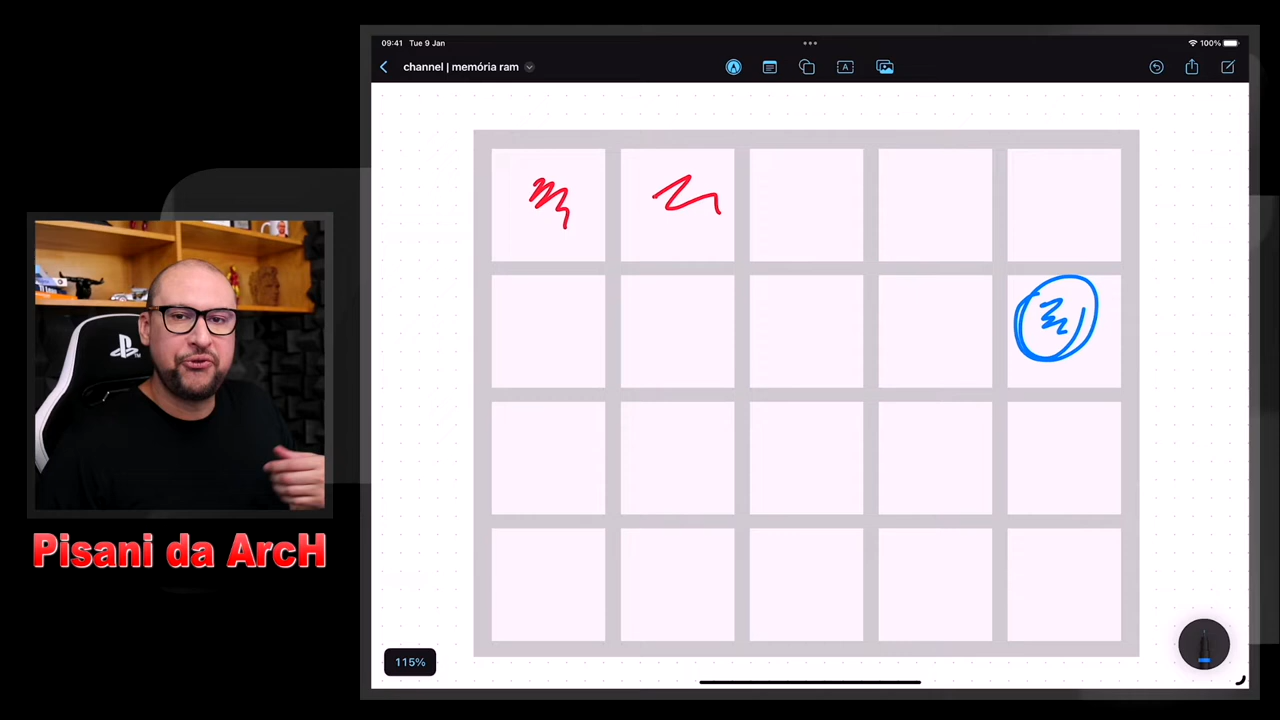 09:41 Tue 9 Jan
100%
channel | memória ram
A
Pisani da ArcH
115%